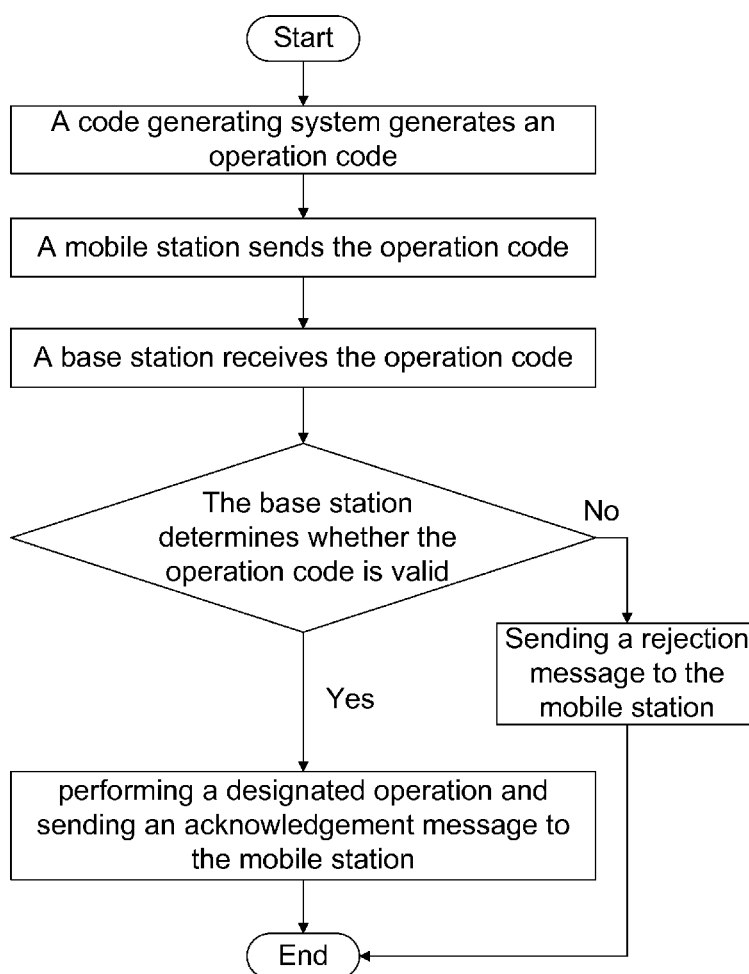 Start
A code generating system generates an
operation code
A mobile station sends the operation code
A base station receives the operation code
The base station
determines whether the
operation code is valid
No
Sending a rejection
message to the
mobile station
Yes
performing a designated operation and
sending an acknowledgement message to
the mobile station
End